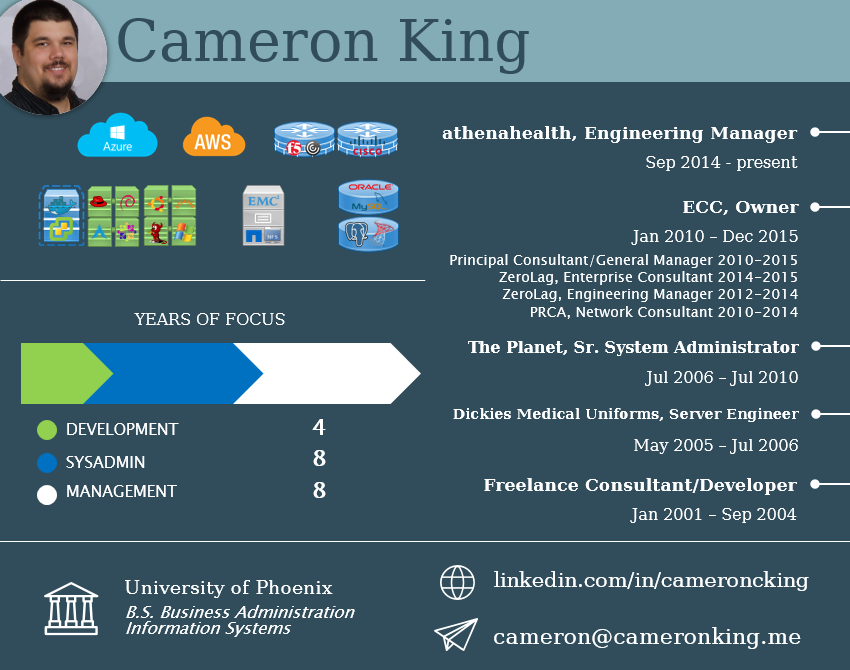 Cameron King
Azure
AWS
f5
cisco
EMC²
NFS
ORACLE
MySQL
athenahealth, Engineering Manager
Sep 2014 - present
ECC, Owner
Jan 2010 – Dec 2015
Principal Consultant/General Manager 2010-2015
ZeroLag, Enterprise Consultant 2014-2015
ZeroLag, Engineering Manager 2012-2014
PRCA, Network Consultant 2010-2014
The Planet, Sr. System Administrator
Jul 2006 – Jul 2010
Dickies Medical Uniforms, Server Engineer
May 2005 – Jul 2006
Freelance Consultant/Developer
Jan 2001 – Sep 2004
YEARS OF FOCUS
DEVELOPMENT 4
SYSADMIN 8
MANAGEMENT 8
University of Phoenix
B.S. Business Administration
Information Systems
linkedin.com/in/cameroncking
cameron@cameronking.me